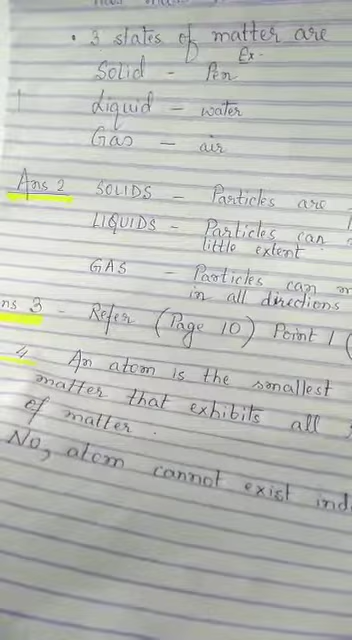 • 3 states of matter are
Ex-
Solid - Pen
Liquid - water
Gas - air
Ans 2 SOLIDS - Particles are
LIQUIDS - Particles can
little extent
GAS - Particles can
in all directions
ns 3 - Refer (Page 10) Point 1 (
4 An atom is the smallest
matter that exhibits all
of matter.
No, atom cannot exist ind